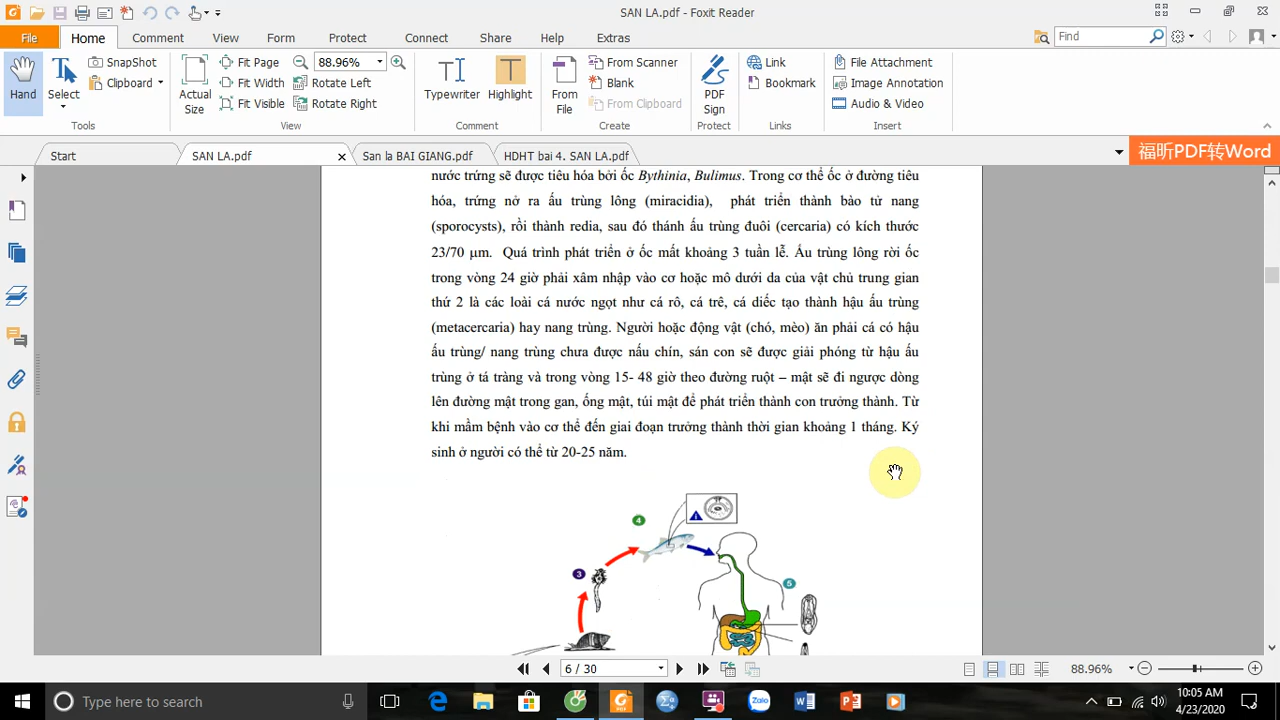 SAN LA.pdf - Foxit Reader
File Home Comment View Form Protect Connect Share Help Extras
Find
Hand
Select
SnapShot
Clipboard
Actual Size
Fit Page
Fit Width
Fit Visible
88.96%
Rotate Left
Rotate Right
Typewriter
Highlight
From File
From Scanner
Blank
From Clipboard
PDF Sign
Link
Bookmark
File Attachment
Image Annotation
Audio & Video
Tools View Comment Create Protect Links Insert
Start SAN LA.pdf San la BAI GIANG.pdf HDHT bai 4. SAN LA.pdf 福昕PDF转Word
nước trứng sẽ được tiêu hóa bởi ốc Bythinia, Bulimus. Trong cơ thể ốc ở đường tiêu
hóa, trứng nở ra ấu trùng lông (miracidia), phát triển thành bào tử nang
(sporocysts), rồi thành redia, sau đó thánh ấu trùng đuôi (cercaria) có kích thước
23/70 μm. Quá trình phát triển ở ốc mất khoảng 3 tuần lễ. Ấu trùng lông rời ốc
trong vòng 24 giờ phải xâm nhập vào cơ hoặc mô dưới da của vật chủ trung gian
thứ 2 là các loài cá nước ngọt như cá rô, cá trê, cá diếc tạo thành hậu ấu trùng
(metacercaria) hay nang trùng. Người hoặc động vật (chó, mèo) ăn phải cá có hậu
ấu trùng/ nang trùng chưa được nấu chín, sán con sẽ được giải phóng từ hậu ấu
trùng ở tá tràng và trong vòng 15- 48 giờ theo đường ruột – mật sẽ đi ngược dòng
lên đường mật trong gan, ống mật, túi mật để phát triển thành con trưởng thành. Từ
khi mầm bệnh vào cơ thể đến giai đoạn trưởng thành thời gian khoảng 1 tháng. Ký
sinh ở người có thể từ 20-25 năm.
4
3
5
6 / 30
88.96%
Type here to search
10:05 AM
4/23/2020